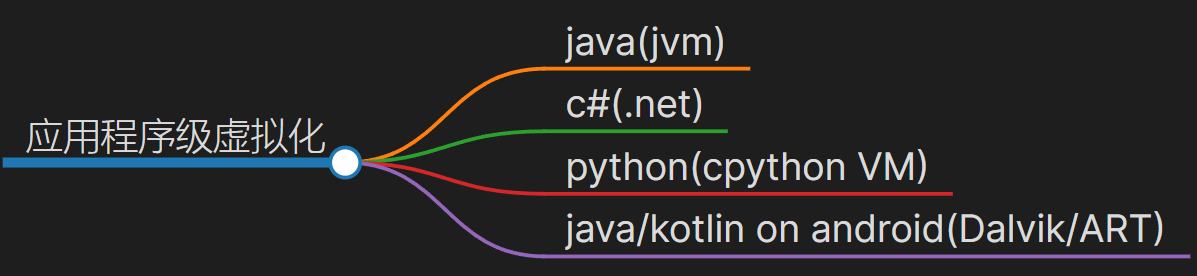 java(jvm)
c#(.net)
应用程序级虚拟化
python(cpython VM)
java/kotlin on android(Dalvik/ART)